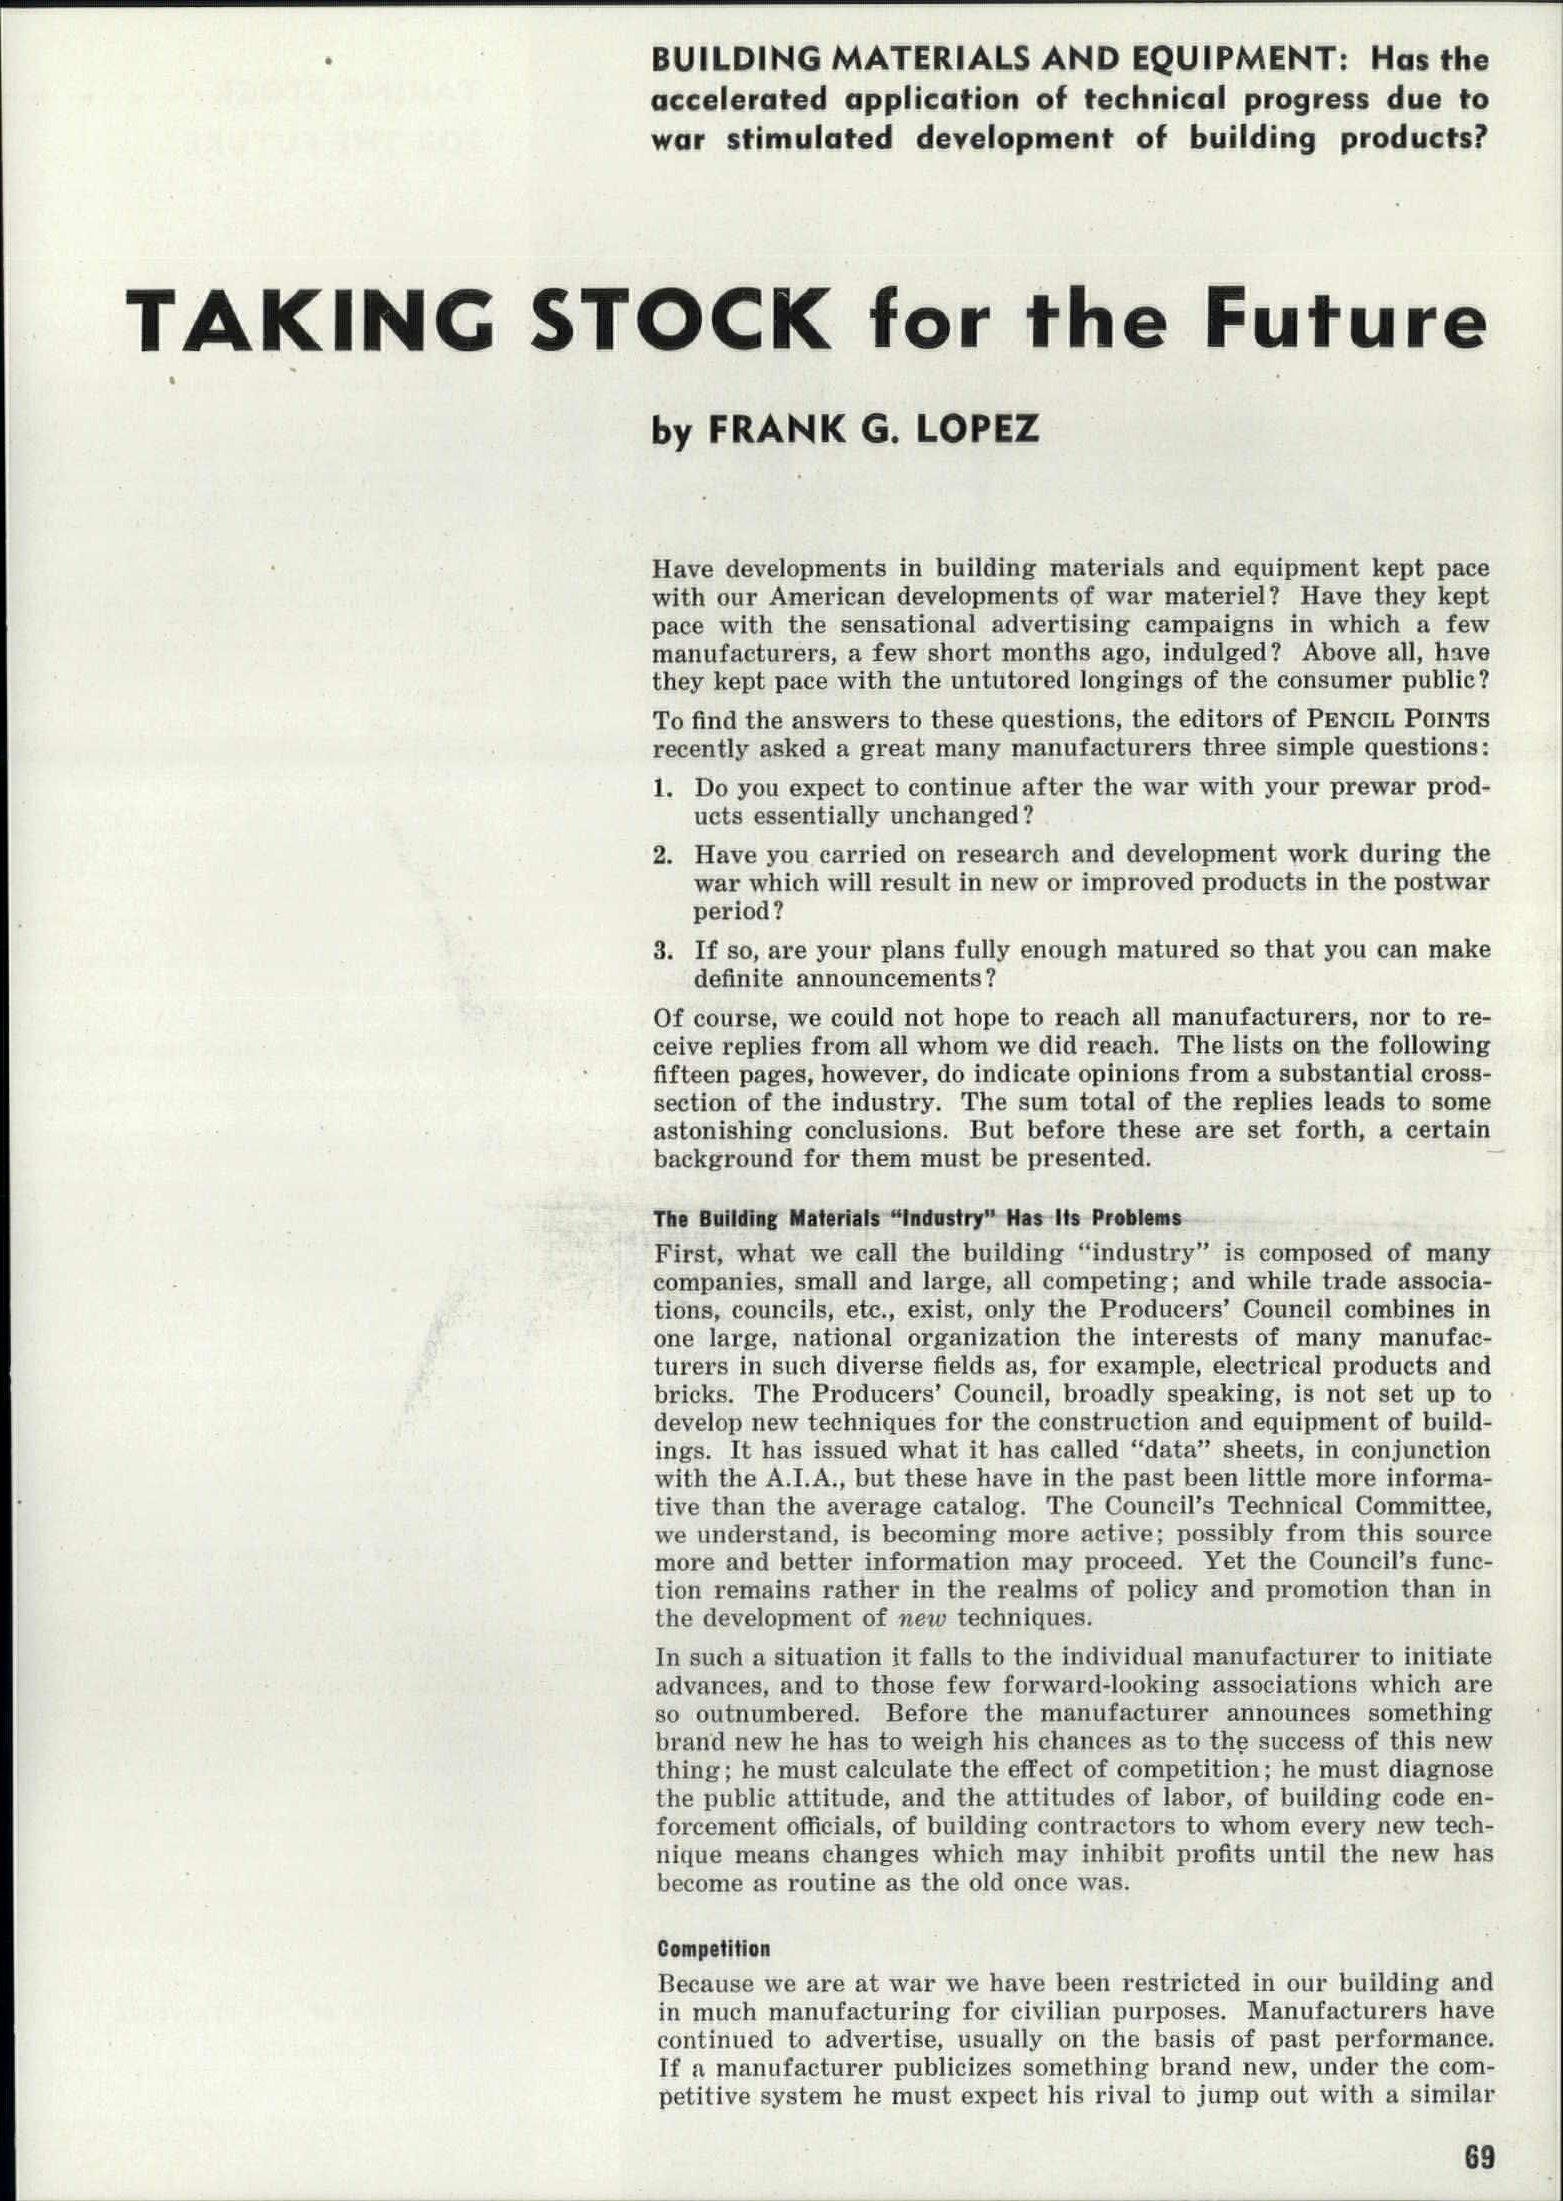 BUILDING MATERIALS AND EQUIPMENT: Has the
accelerated application of technical progress due to
war stimulated development of building products?
TAKING STOCK for the Future
by FRANK G. LOPEZ
Have developments in building materials and equipment kept pace
with our American developments of war materiel? Have they kept
pace with the sensational advertising campaigns in which a few
manufacturers, a few short months ago, indulged? Above all, have
they kept pace with the untutored longings of the consumer public?
To find the answers to these questions, the editors of PENCIL POINTS
recently asked a great many manufacturers three simple questions:
1. Do you expect to continue after the war with your prewar prod-
ucts essentially unchanged?
2. Have you carried on research and development work during the
war which will result in new or improved products in the postwar
period?
3. If so, are your plans fully enough matured so that you can make
definite announcements?
Of course, we could not hope to reach all manufacturers, nor to re-
ceive replies from all whom we did reach. The lists on the following
fifteen pages, however, do indicate opinions from a substantial cross-
section of the industry. The sum total of the replies leads to some
astonishing conclusions. But before these are set forth, a certain
background for them must be presented.
The Building Materials "Industry" Has Its Problems
First, what we call the building "industry" is composed of many
companies, small and large, all competing; and while trade associa-
tions, councils, etc., exist, only the Producers' Council combines in
one large, national organization the interests of many manufac-
turers in such diverse fields as, for example, electrical products and
bricks. The Producers' Council, broadly speaking, is not set up to
develop new techniques for the construction and equipment of build-
ings. It has issued what it has called "data" sheets, in conjunction
with the A.I.A., but these have in the past been little more informa-
tive than the average catalog. The Council's Technical Committee,
we understand, is becoming more active; possibly from this source
more and better information may proceed. Yet the Council's func-
tion remains rather in the realms of policy and promotion than in
the development of new techniques.
In such a situation it falls to the individual manufacturer to initiate
advances, and to those few forward-looking associations which are
so outnumbered. Before the manufacturer announces something
brand new he has to weigh his chances as to the success of this new
thing; he must calculate the effect of competition; he must diagnose
the public attitude, and the attitudes of labor, of building code en-
forcement officials, of building contractors to whom every new tech-
nique means changes which may inhibit profits until the new has
become as routine as the old once was.
Competition
Because we are at war we have been restricted in our building and
in much manufacturing for civilian purposes. Manufacturers have
continued to advertise, usually on the basis of past performance.
If a manufacturer publicizes something brand new, under the com-
petitive system he must expect his rival to jump out with a similar
69